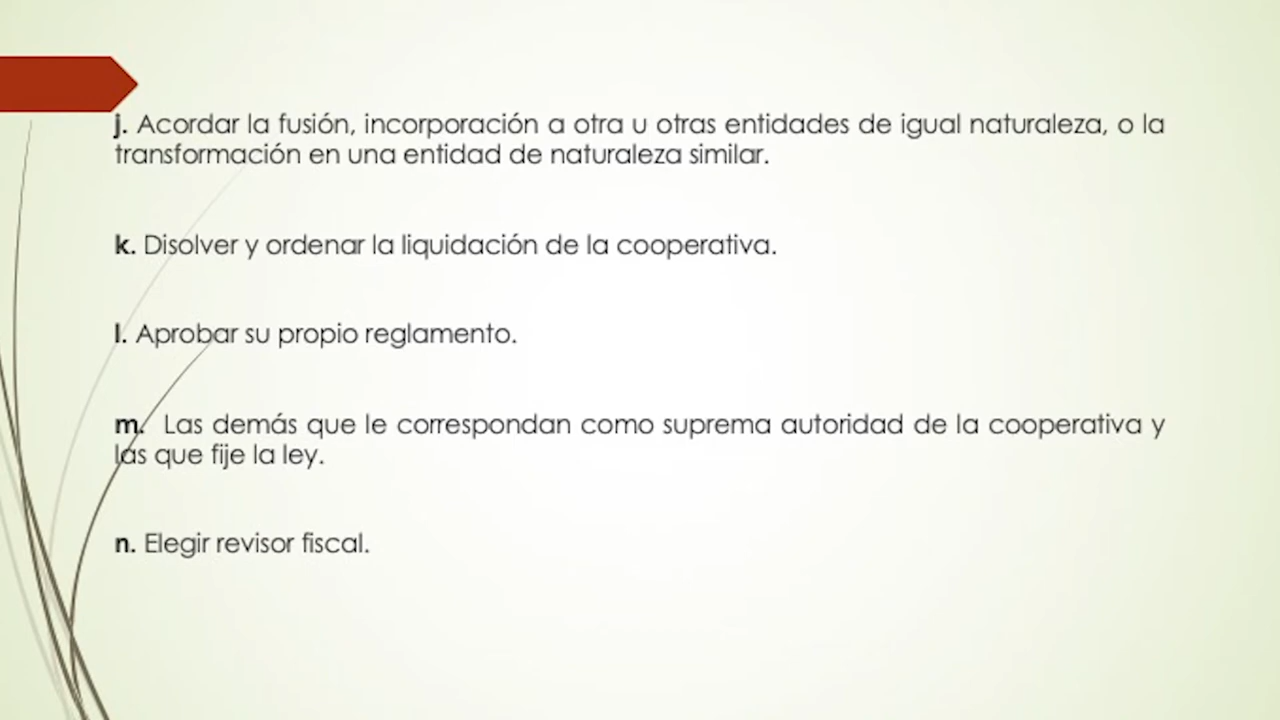 j. Acordar la fusión, incorporación a otra u otras entidades de igual naturaleza, o la
transformación en una entidad de naturaleza similar.
k. Disolver y ordenar la liquidación de la cooperativa.
l. Aprobar su propio reglamento.
m. Las demás que le correspondan como suprema autoridad de la cooperativa y
las que fije la ley.
n. Elegir revisor fiscal.